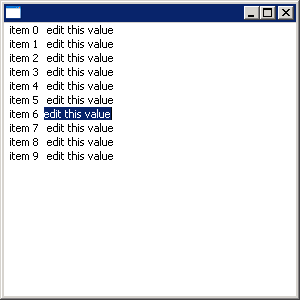 item 0 edit this value
item 1 edit this value
item 2 edit this value
item 3 edit this value
item 4 edit this value
item 5 edit this value
item 6 edit this value
item 7 edit this value
item 8 edit this value
item 9 edit this value